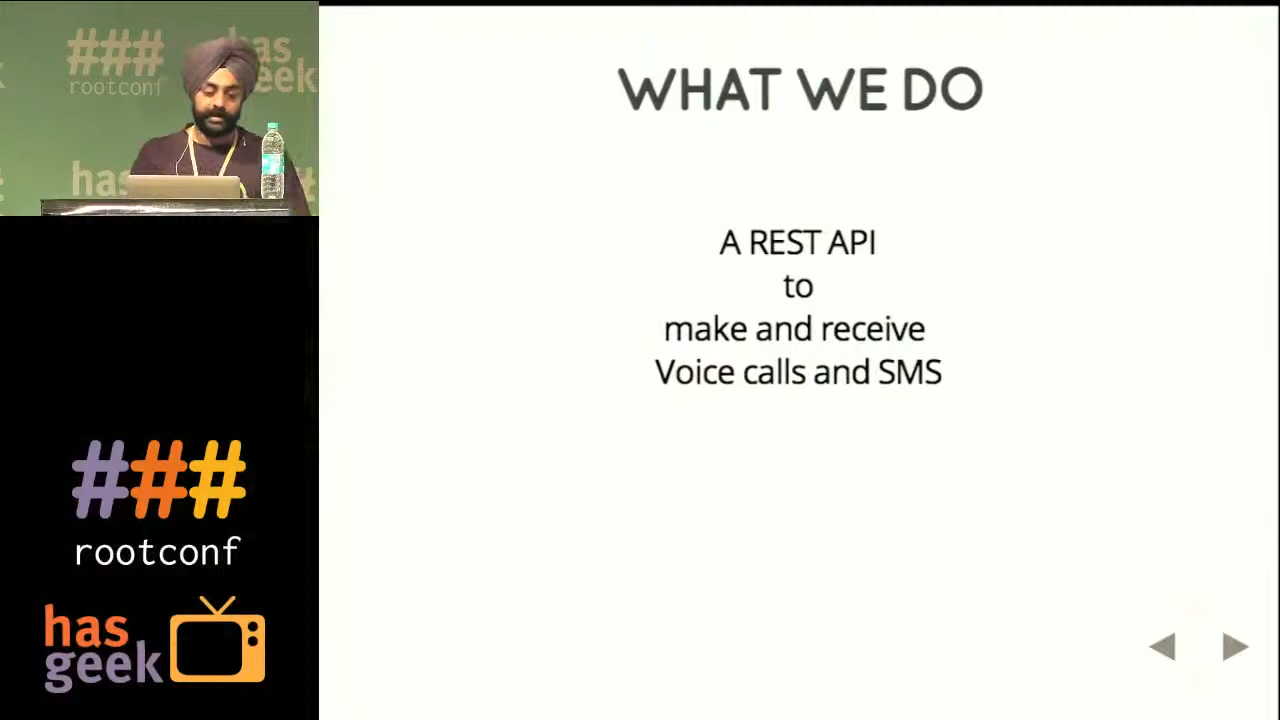 ###
rootconf
has
geek
has
WHAT WE DO
A REST API
to
make and receive
Voice calls and SMS
###
rootconf
has
geek